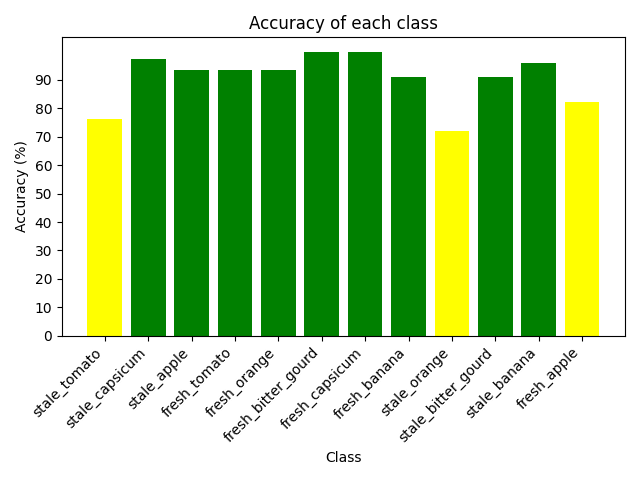 Accuracy of each class
Accuracy (%)
90
80
70
60
50
40
30
20
10
0
stale_tomato
stale_capsicum
stale_apple
fresh_tomato
fresh_orange
fresh_bitter_gourd
fresh_capsicum
fresh_banana
stale_orange
stale_bitter_gourd
stale_banana
fresh_apple
Class